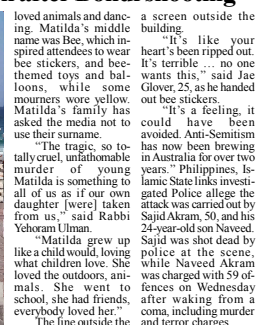 loved animals and danc-
ing. Matilda's middle
name was Bee, which in-
spired attendees to wear
bee stickers, and bee-
themed toys and bal-
loons, while some
mourners wore yellow.
Matilda's family has
asked the media not to
use their surname.
"The tragic, so to-
tally cruel, unfathomable
murder of young
Matilda is something to
all of us as if our own
daughter [were] taken
from us," said Rabbi
Yehoram Ulman.
"Matilda grew up
like a child would, loving
what children love. She
loved the outdoors, ani-
mals. She went to
school, she had friends,
everybody loved her."
The line outside the
a screen outside the
building.
"It's like your
heart's been ripped out.
It's terrible … no one
wants this," said Jae
Glover, 25, as he handed
out bee stickers.
"It's a feeling, it
could have been
avoided. Anti-Semitism
has now been brewing
in Australia for over two
years." Philippines, Is-
lamic State links investi-
gated Police allege the
attack was carried out by
Sajid Akram, 50, and his
24-year-old son Naveed.
Sajid was shot dead by
police at the scene,
while Naveed Akram
was charged with 59 of-
fences on Wednesday
after waking from a
coma, including murder
and terror charges